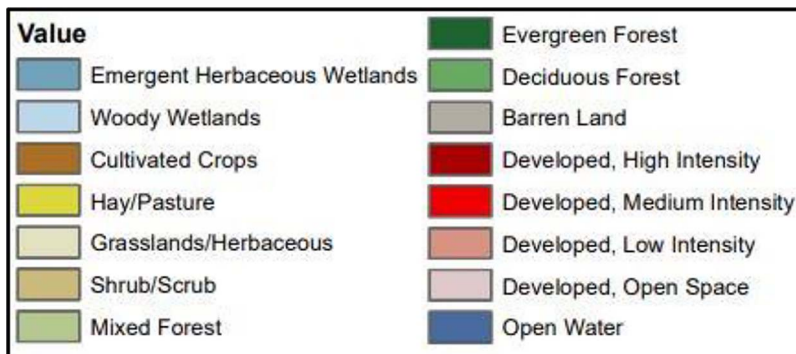 Value
Emergent Herbaceous Wetlands
Woody Wetlands
Cultivated Crops
Hay/Pasture
Grasslands/Herbaceous
Shrub/Scrub
Mixed Forest
Evergreen Forest
Deciduous Forest
Barren Land
Developed, High Intensity
Developed, Medium Intensity
Developed, Low Intensity
Developed, Open Space
Open Water